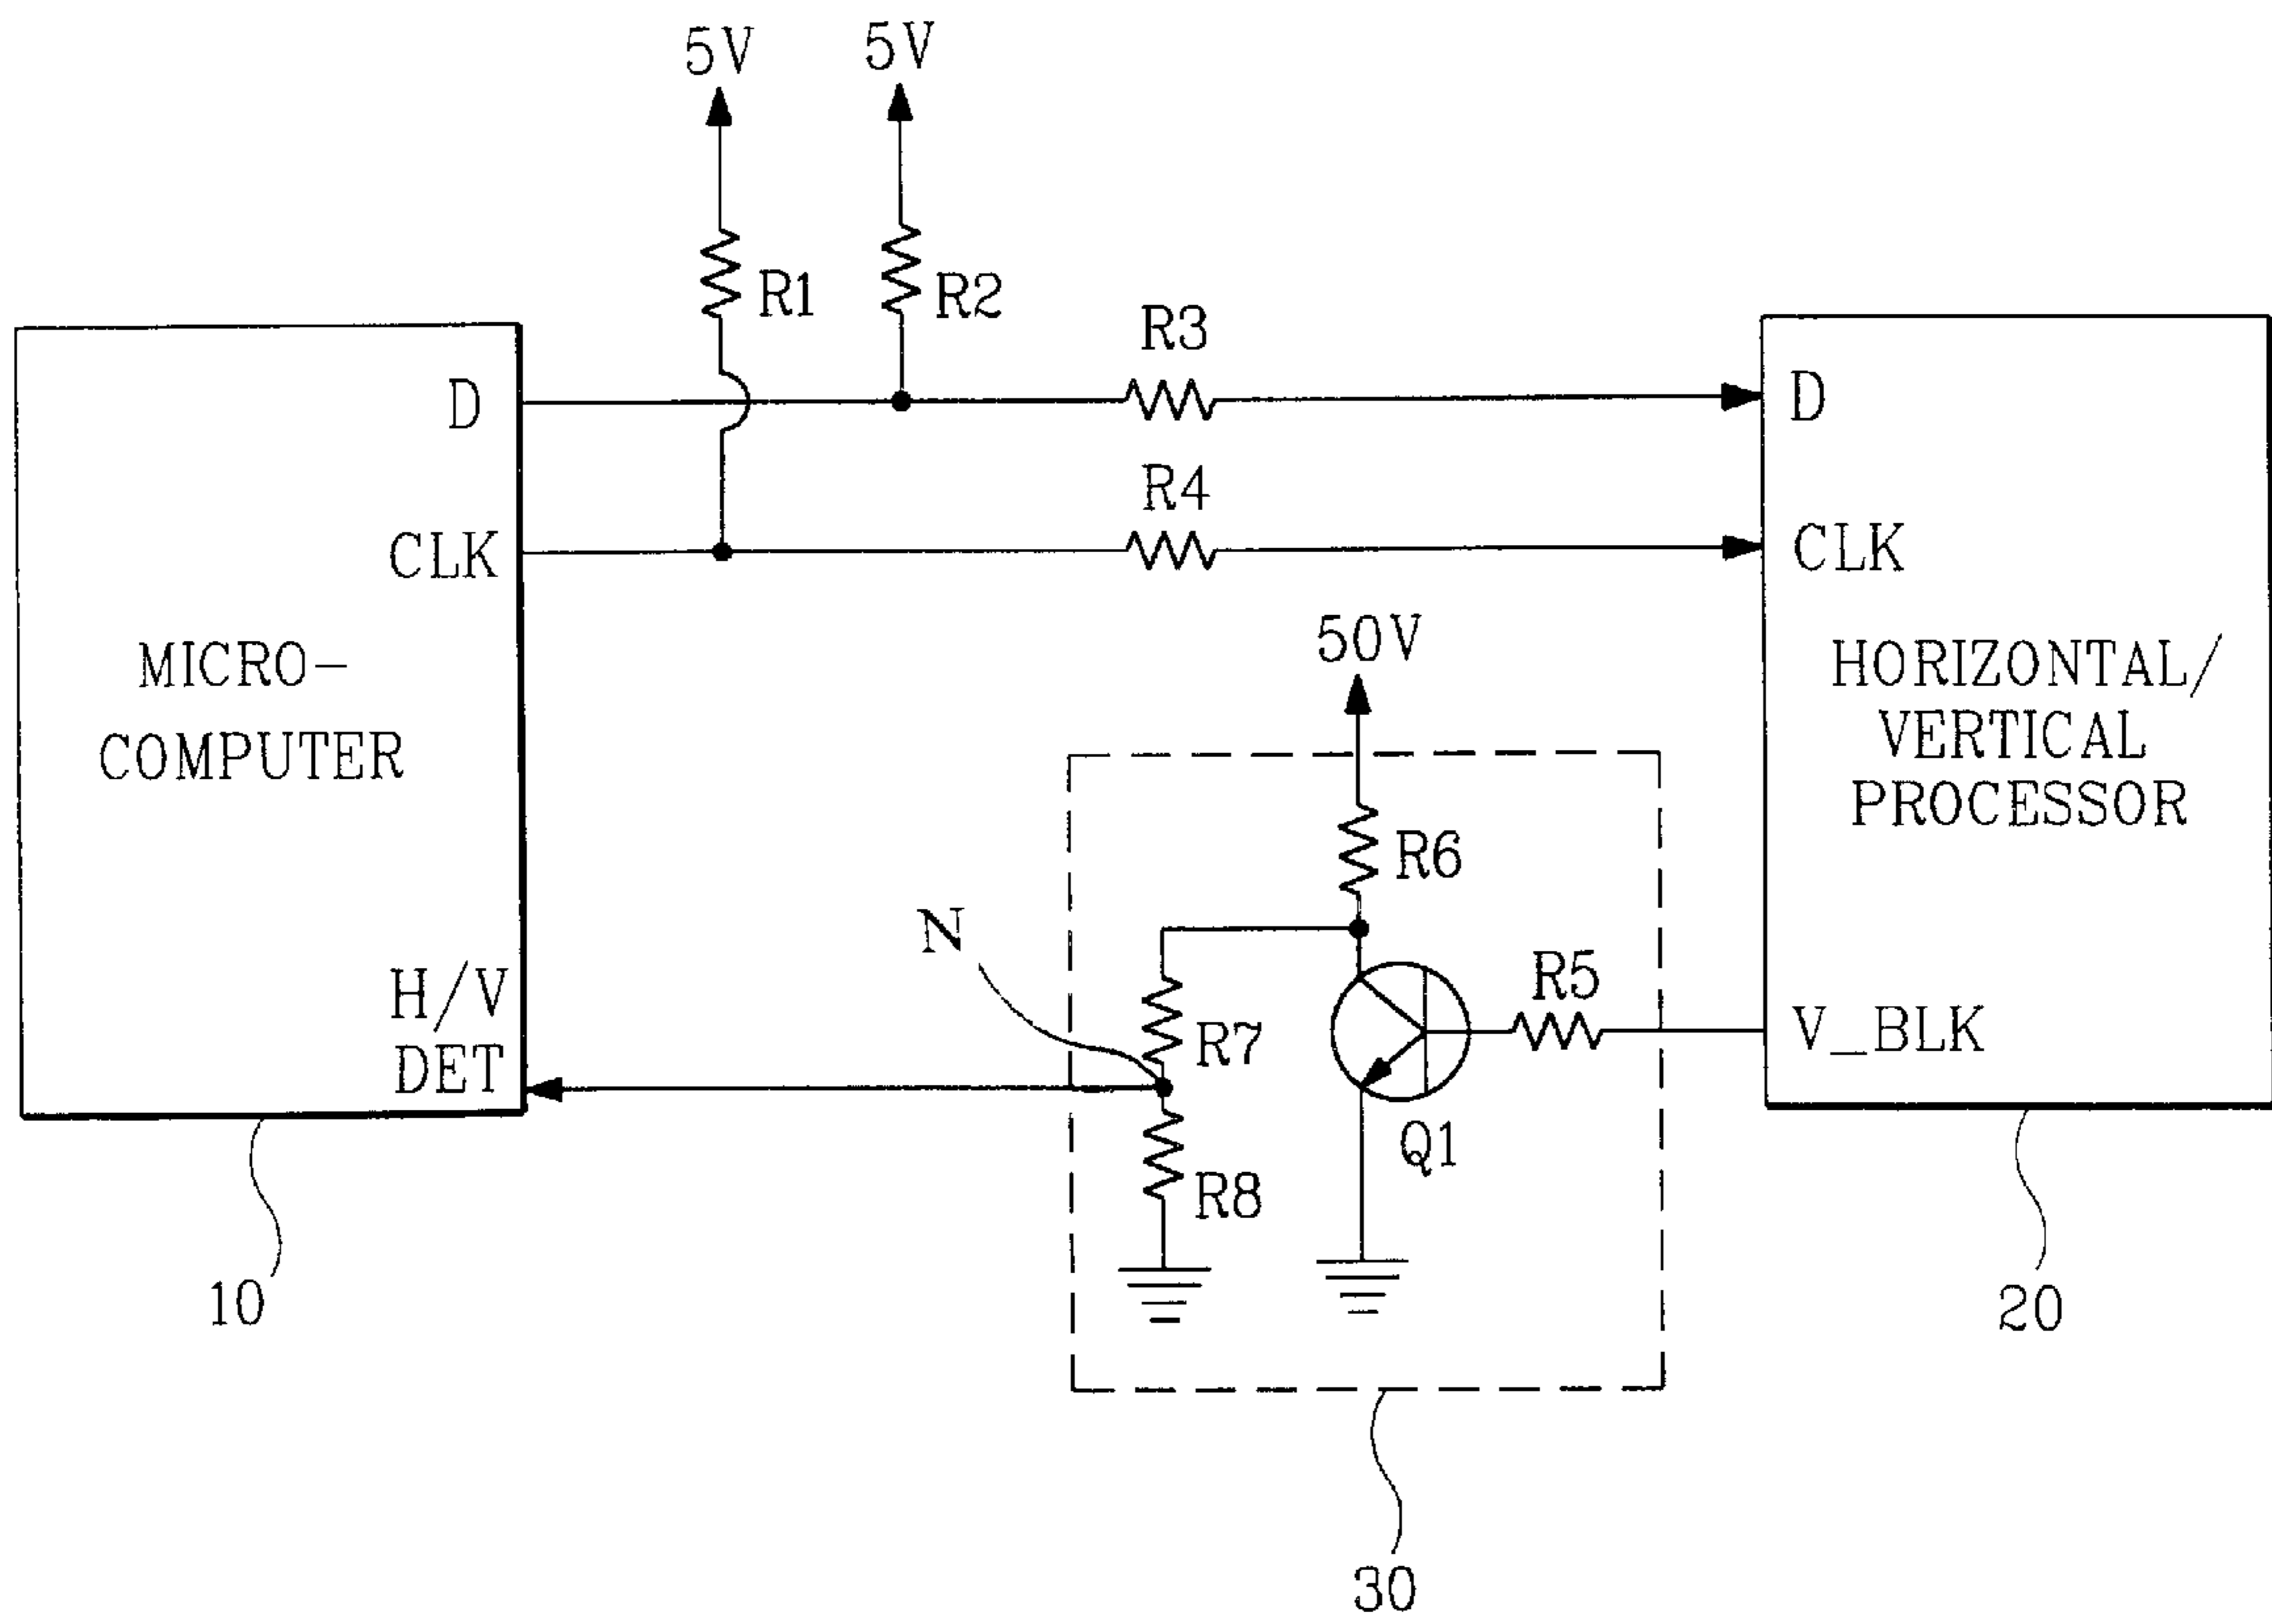 5V
5V
R1
R2
R3
D
D
R4
CLK
CLK
50V
MICRO-
COMPUTER
HORIZONTAL/
VERTICAL
PROCESSOR
R6
N
H/V
DET
R7
R5
V_BLK
Q1
R8
10
20
30